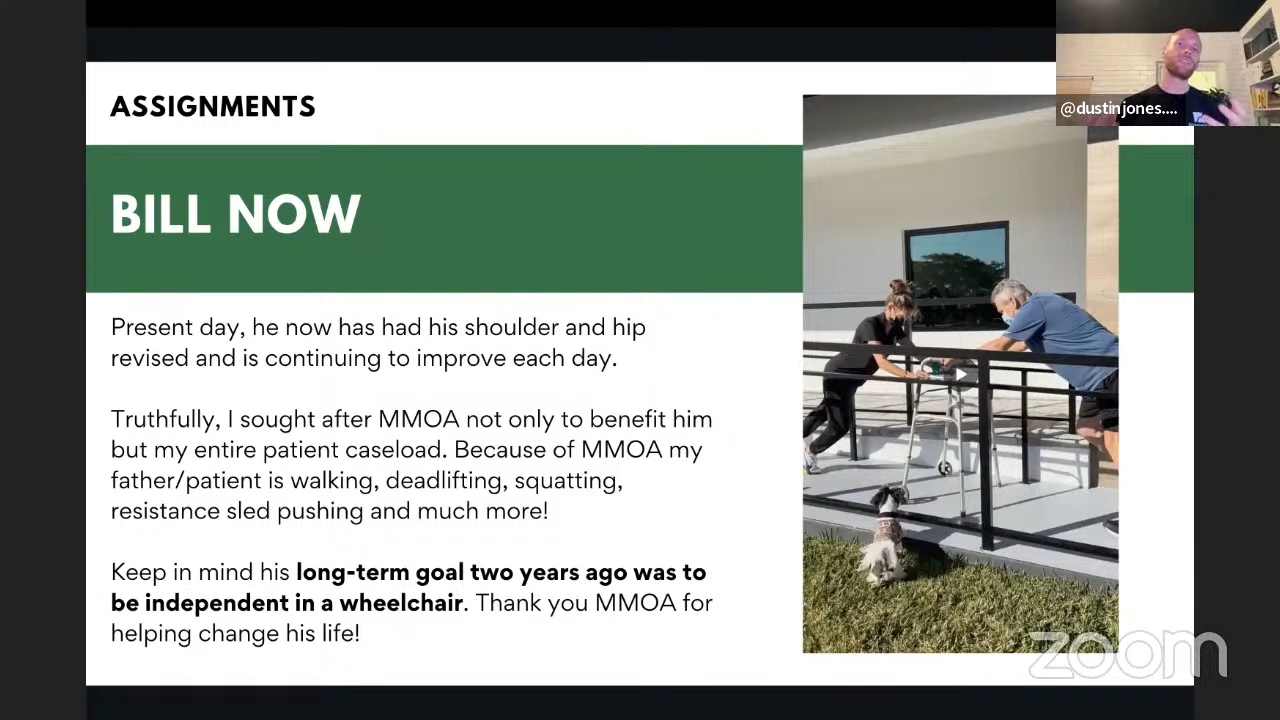 ASSIGNMENTS
@dustinjones....
BILL NOW
Present day, he now has had his shoulder and hip
revised and is continuing to improve each day.
Truthfully, I sought after MMOA not only to benefit him
but my entire patient caseload. Because of MMOA my
father/patient is walking, deadlifting, squatting,
resistance sled pushing and much more!
Keep in mind his long-term goal two years ago was to
be independent in a wheelchair. Thank you MMOA for
helping change his life!
zoom